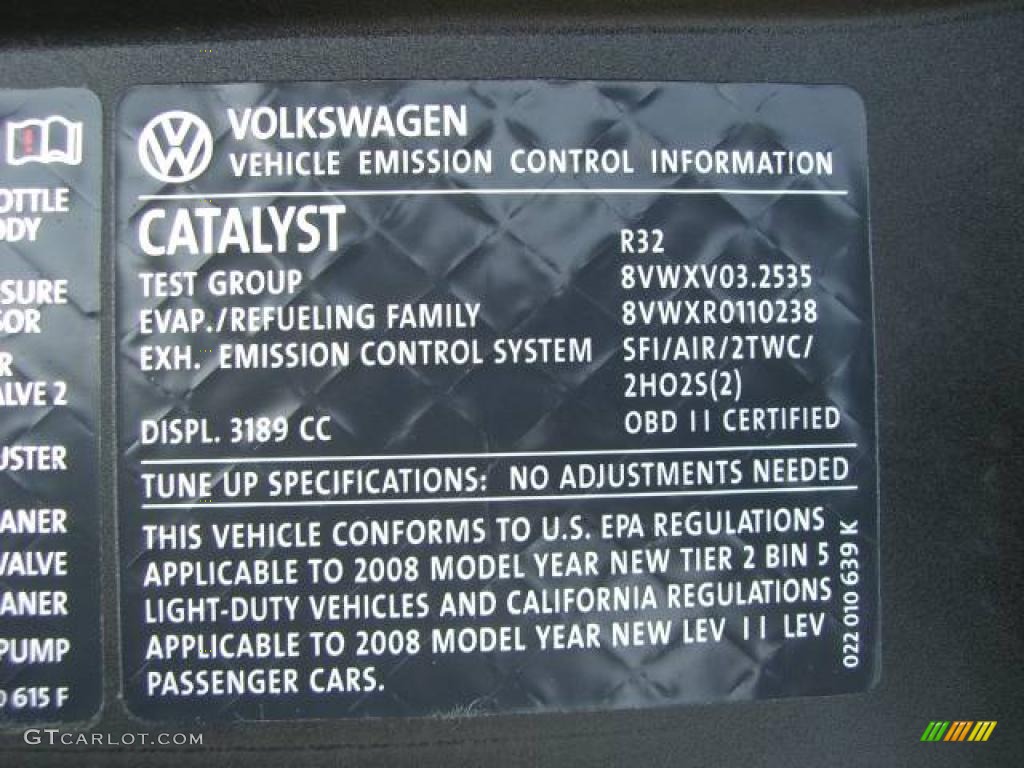 OTTLE
ODY
SURE
SOR
R
ALVE 2
USTER
EANER
VALVE
EANER
PUMP
615 F
VW
VOLKSWAGEN
VEHICLE EMISSION CONTROL INFORMATION
CATALYST
R32
TEST GROUP 8VWXV03.2535
EVAP./REFUELING FAMILY 8VWXR0110238
EXH. EMISSION CONTROL SYSTEM SFI/AIR/2TWC/
2HO2S(2)
DISPL. 3189 CC OBD II CERTIFIED
TUNE UP SPECIFICATIONS: NO ADJUSTMENTS NEEDED
THIS VEHICLE CONFORMS TO U.S. EPA REGULATIONS
APPLICABLE TO 2008 MODEL YEAR NEW TIER 2 BIN 5
LIGHT-DUTY VEHICLES AND CALIFORNIA REGULATIONS
APPLICABLE TO 2008 MODEL YEAR NEW LEV II LEV
PASSENGER CARS.
022 010 639 K
GTCARLOT.COM